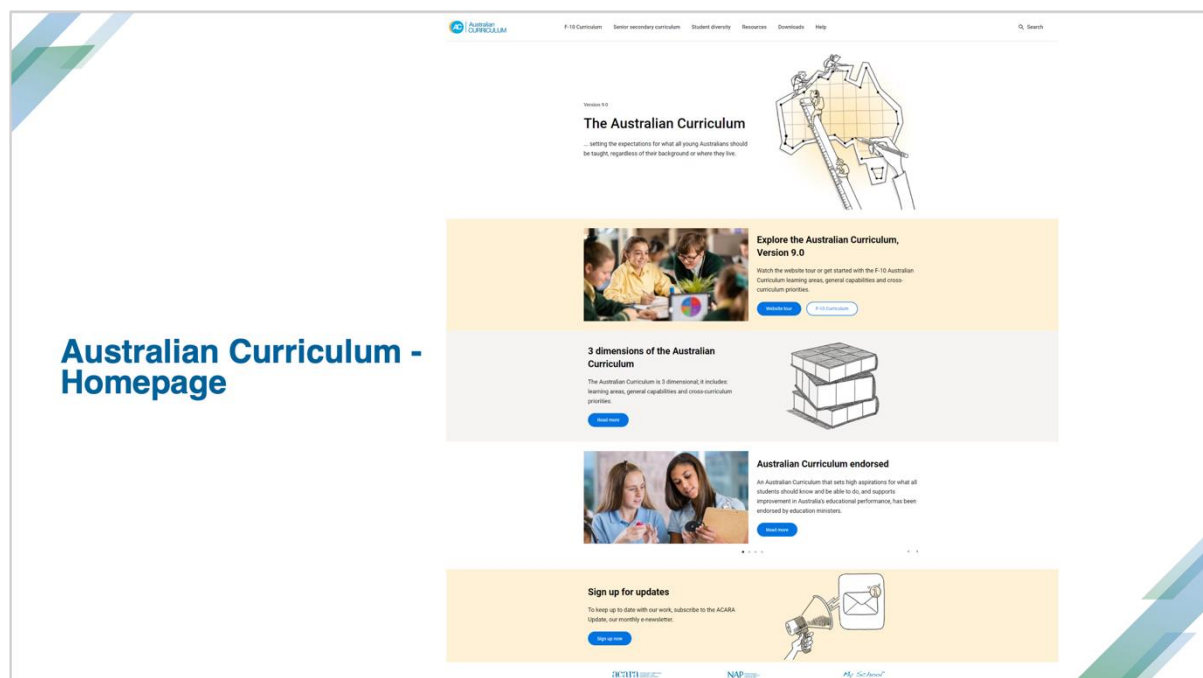 Australian Curriculum -
Homepage
AC Australian
CURRICULUM
F-10 Curriculum Senior secondary curriculum Student diversity Resources Downloads Help
Search
Version 9.0
The Australian Curriculum
... setting the expectations for what all young Australians should
be taught, regardless of their background or where they live.
Explore the Australian Curriculum,
Version 9.0
Watch the website tour or get started with the F-10 Australian
Curriculum learning areas, general capabilities and cross-
curriculum priorities.
Website tour F-10 Curriculum
3 dimensions of the Australian
Curriculum
The Australian Curriculum is 3 dimensional; it includes:
learning areas, general capabilities and cross-curriculum
priorities.
Read more
Australian Curriculum endorsed
An Australian Curriculum that sets high aspirations for what all
students should know and be able to do, and supports
improvement in Australia's educational performance, has been
endorsed by education ministers.
Read more
Sign up for updates
To keep up to date with our work, subscribe to the ACARA
Update, our monthly e-newsletter.
Sign up now
acara NAP My School